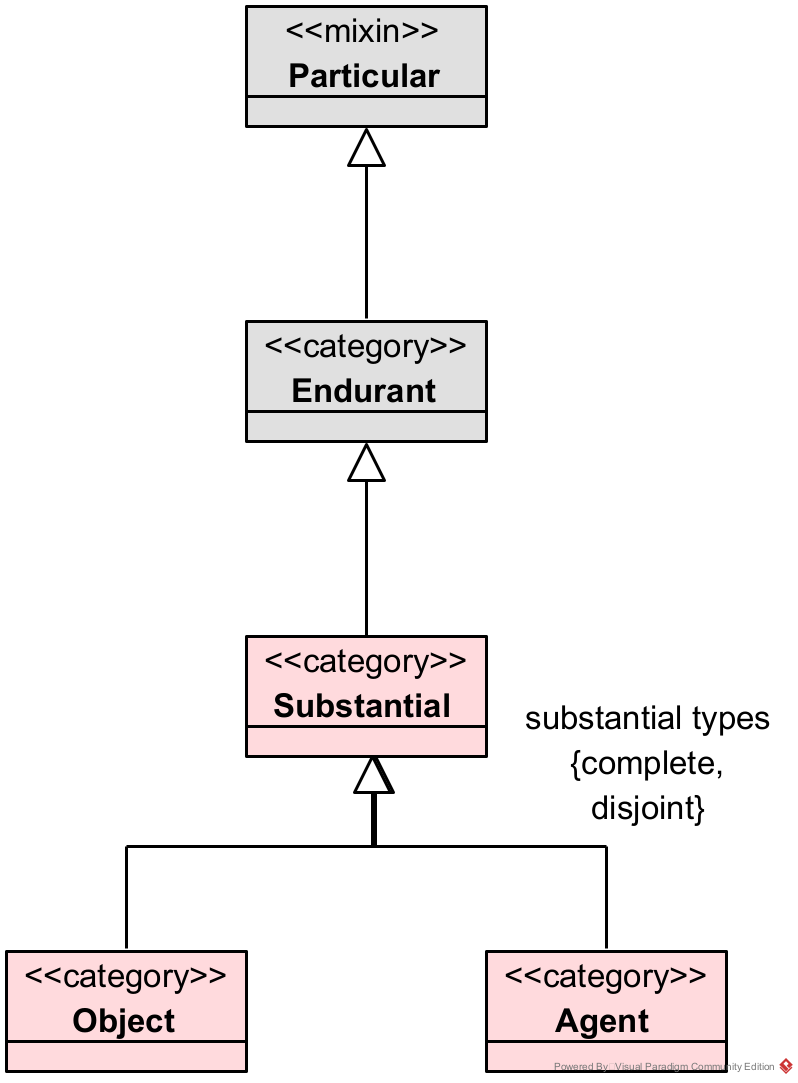 <<mixin>>
Particular
<<category>>
Endurant
<<category>>
Substantial
substantial types
{complete,
disjoint}
<<category>>
Object
<<category>>
Agent
Powered By Visual Paradigm Community Edition